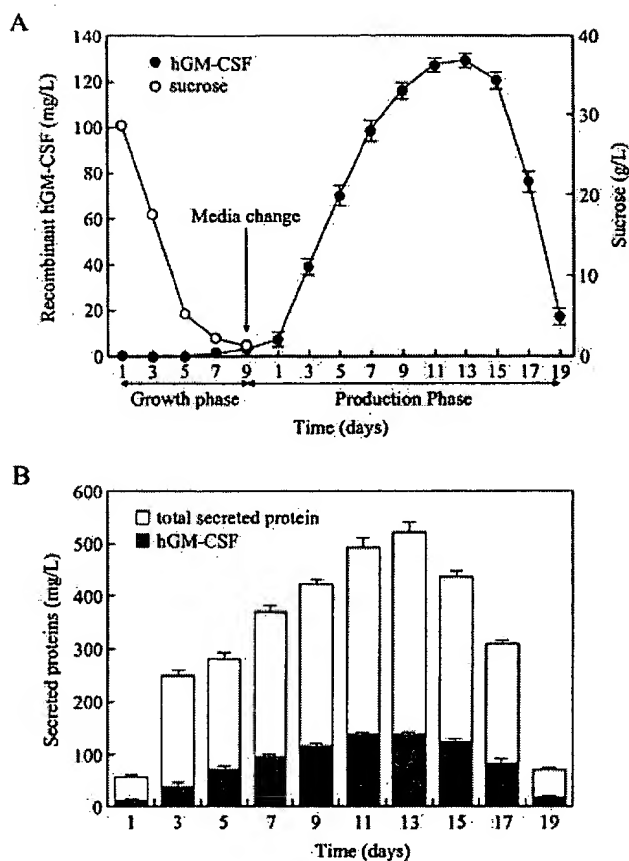 A
Recombinant hGM-CSF (mg/L)
140
120
100
80
60
40
20
0
hGM-CSF
sucrose
Media change
40
30
20
10
0
Sucrose (g/L)
1 3 5 7 9 1 3 5 7 9 11 13 15 17 19
Growth phase Production Phase
Time (days)
B
Secreted proteins (mg/L)
600
500
400
300
200
100
0
total secreted protein
hGM-CSF
1 3 5 7 9 11 13 15 17 19
Time (days)